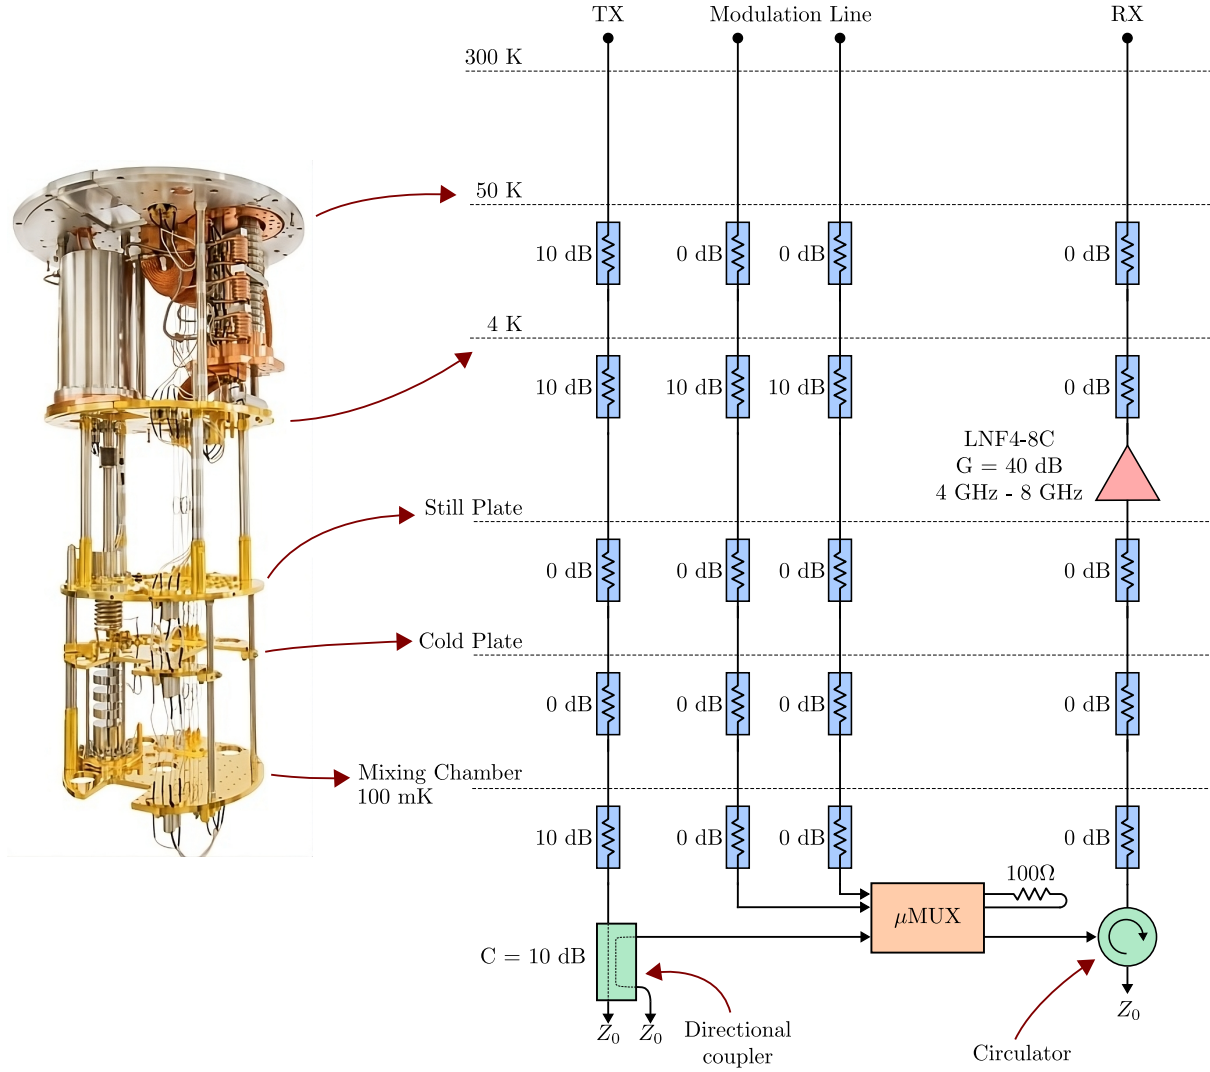 TX
Modulation Line
RX
300 K
50 K
10 dB
0 dB
0 dB
0 dB
4 K
10 dB
10 dB
10 dB
0 dB
LNF4-8C
G = 40 dB
4 GHz - 8 GHz
Still Plate
0 dB
0 dB
0 dB
0 dB
Cold Plate
0 dB
0 dB
0 dB
0 dB
Mixing Chamber
100 mK
10 dB
0 dB
0 dB
0 dB
100Ω
μMUX
C = 10 dB
Z₀
Z₀
Z₀
Directional
coupler
Circulator